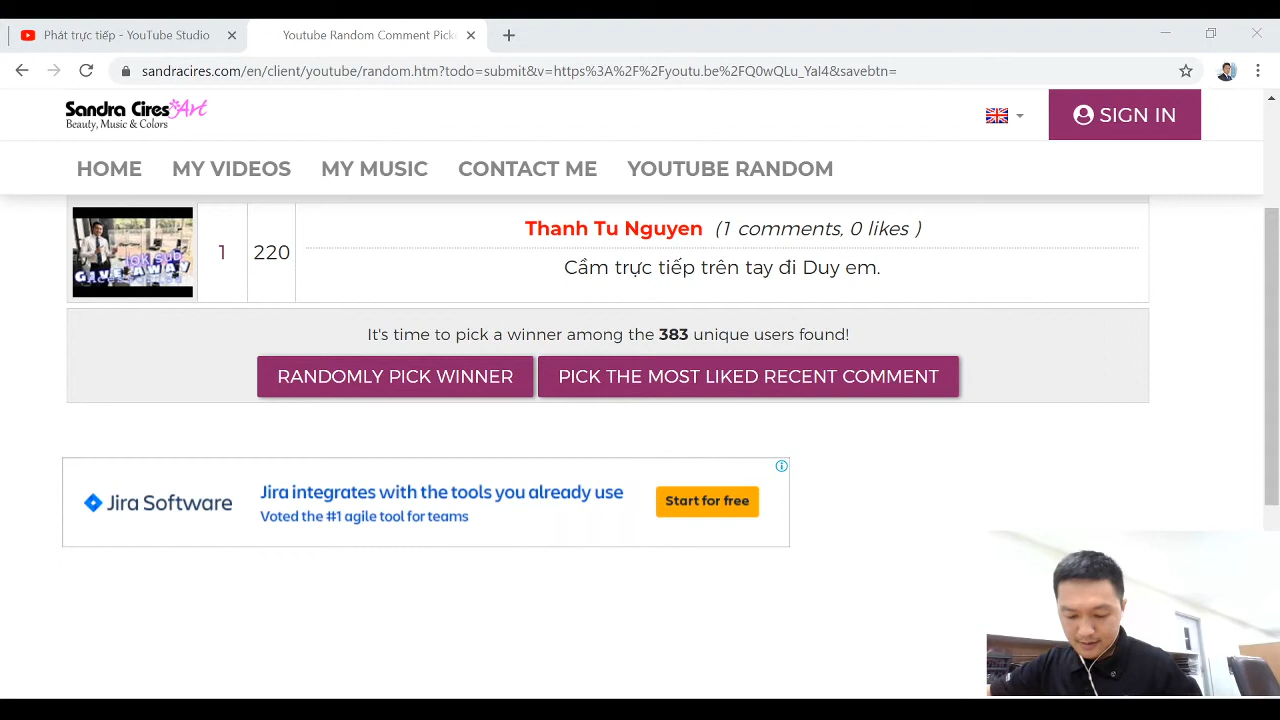 Phát trực tiếp - YouTube Studio
Youtube Random Comment Pick
sandracires.com/en/client/youtube/random.htm?todo=submit&v=https%3A%2F%2Fyoutu.be%2FQ0wQLu_YaI4&savebtn=
Sandra Cires Art
Beauty, Music & Colors
SIGN IN
HOME MY VIDEOS MY MUSIC CONTACT ME YOUTUBE RANDOM
10K SUB
GIVE AWAY
1 220 Thanh Tu Nguyen (1 comments, 0 likes )
Cầm trực tiếp trên tay đi Duy em.
It's time to pick a winner among the 383 unique users found!
RANDOMLY PICK WINNER PICK THE MOST LIKED RECENT COMMENT
Jira Software
Jira integrates with the tools you already use
Voted the #1 agile tool for teams
Start for free